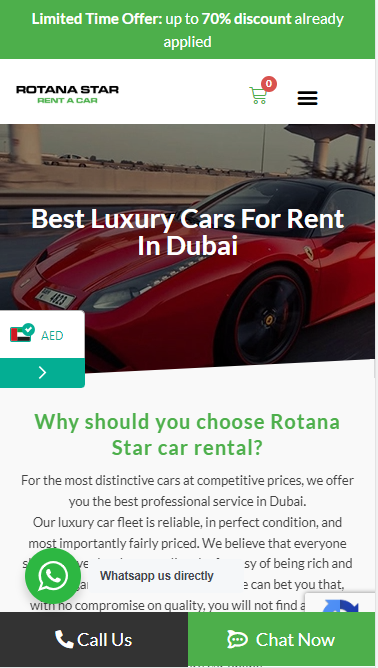 Limited Time Offer: up to 70% discount already
applied
ROTANA STAR
RENT A CAR
0
Best Luxury Cars For Rent
In Dubai
AED
Why should you choose Rotana
Star car rental?
For the most distinctive cars at competitive prices, we offer
you the best professional service in Dubai.
Our luxury car fleet is reliable, in perfect condition, and
most importantly fairly priced. We believe that everyone
of being rich and
Whatsapp us directly
can bet you that,
with no compromise on quality, you will not find a
Call Us
Chat Now